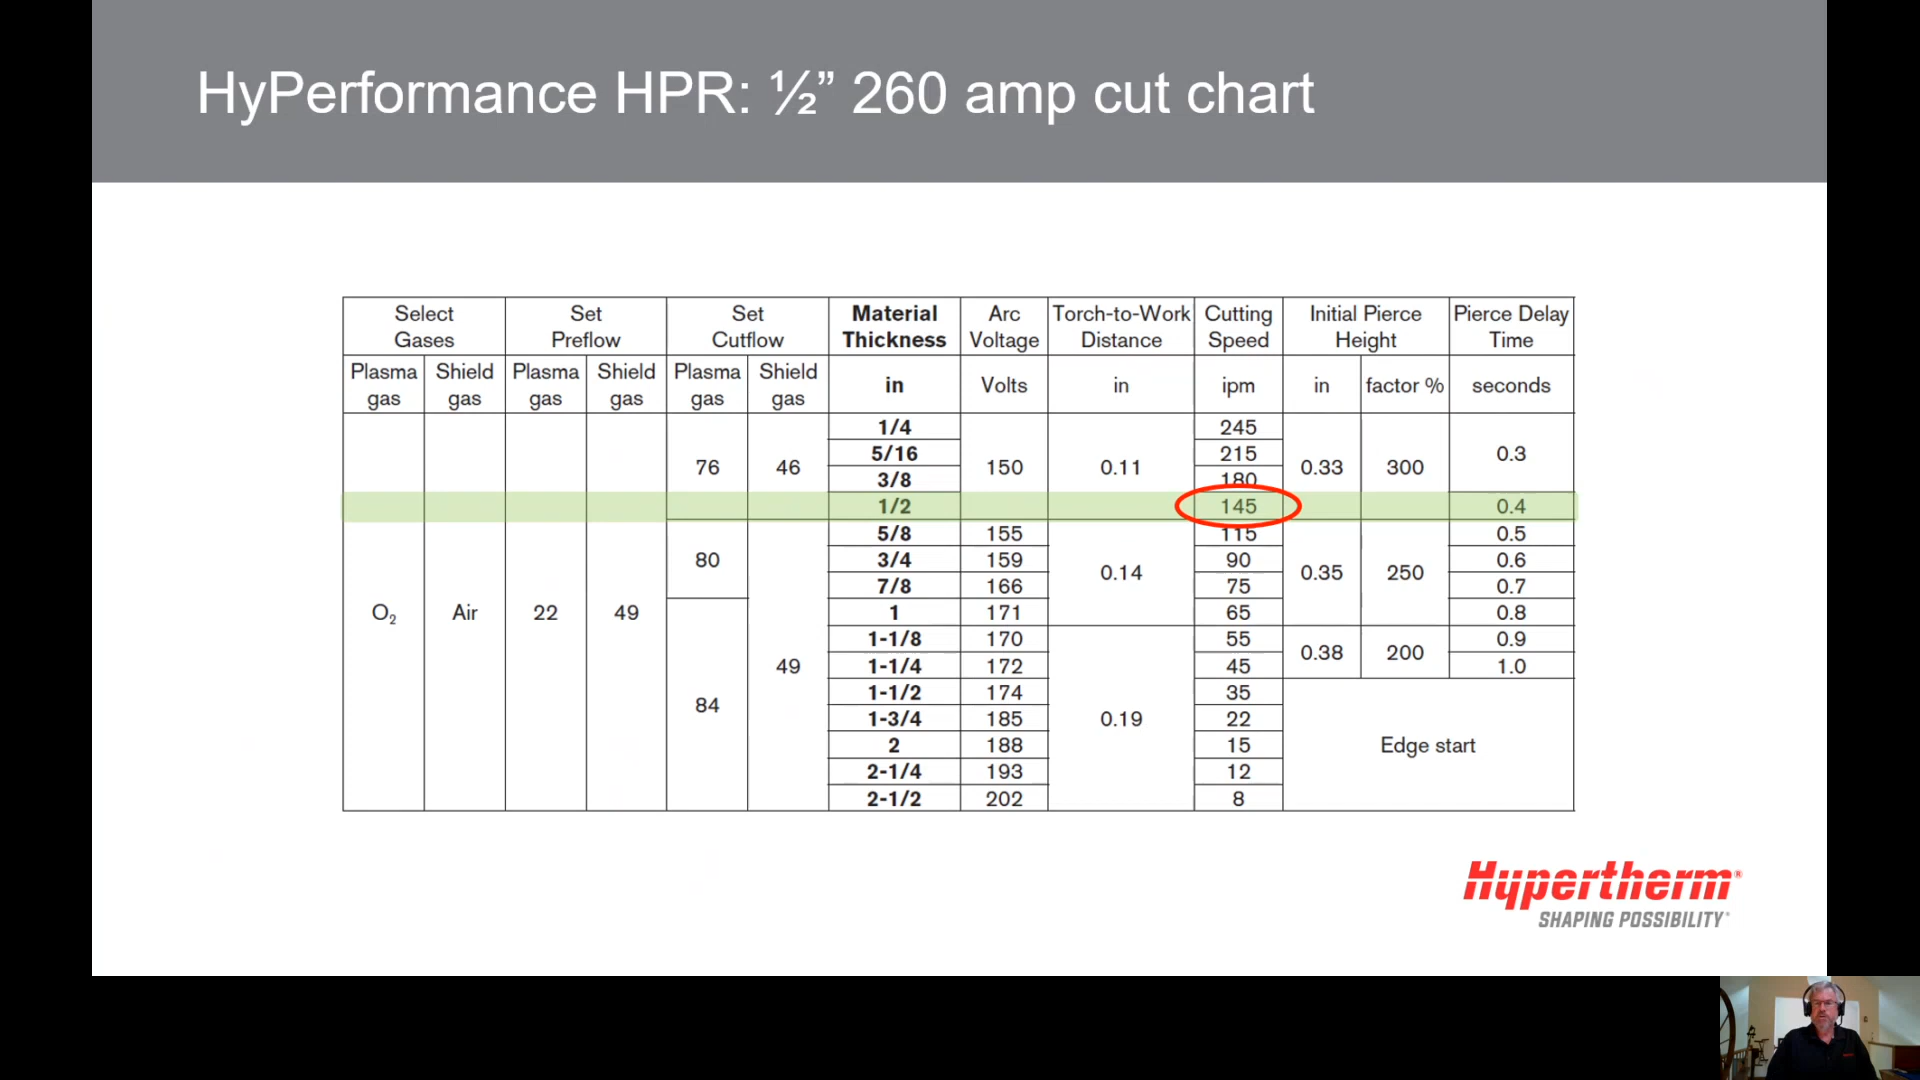 HyPerformance HPR: ½” 260 amp cut chart
Select Gases Set Preflow Set Cutflow Material Thickness Arc Voltage Torch-to-Work Distance Cutting Speed Initial Pierce Height Pierce Delay Time
Plasma gas Shield gas Plasma gas Shield gas Plasma gas Shield gas in Volts in ipm in factor % seconds
1/4 245
5/16 215 0.3
76 46 150 0.11 0.33 300
3/8 180
1/2 145 0.4
5/8 155 115 0.5
80 3/4 159 90 0.6
0.14 0.35 250
7/8 166 75 0.7
O₂ Air 22 49 1 171 65 0.8
1-1/8 170 55 0.9
0.38 200
49 1-1/4 172 45 1.0
1-1/2 174 35
84
1-3/4 185 0.19 22
2 188 15 Edge start
2-1/4 193 12
2-1/2 202 8
Hypertherm®
SHAPING POSSIBILITY®